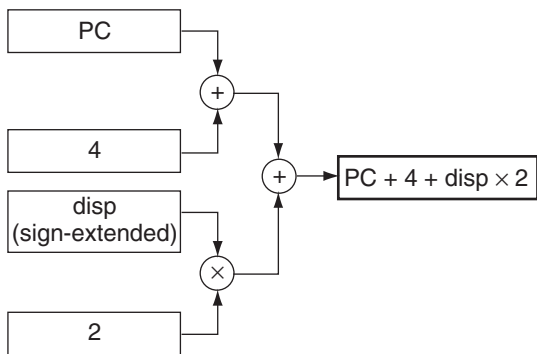 PC
+
4
+
PC + 4 + disp × 2
disp
(sign-extended)
×
2